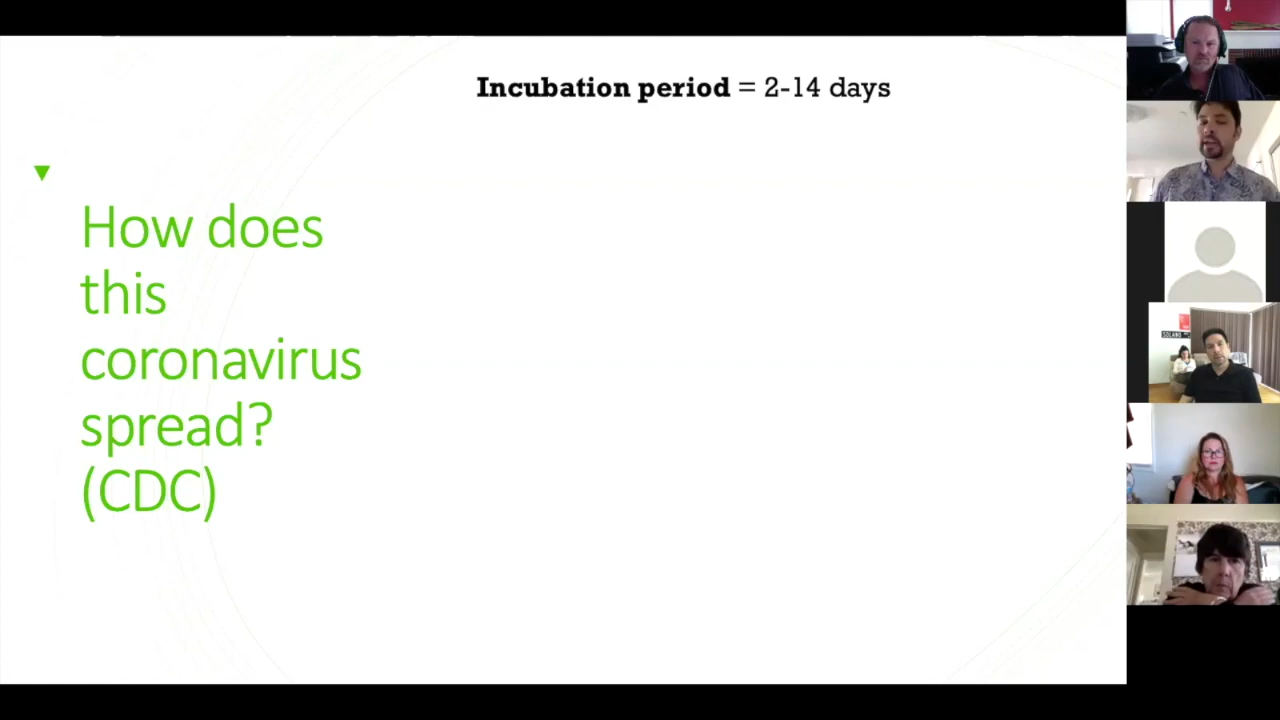 Incubation period = 2-14 days
How does
this
coronavirus
spread?
(CDC)